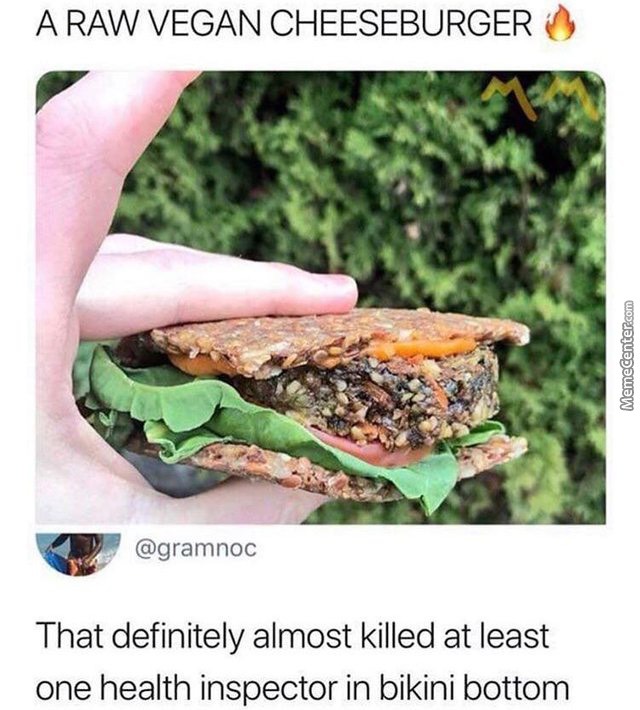 A RAW VEGAN CHEESEBURGER 🔥
MemeCenter.com
@gramnoc
That definitely almost killed at least
one health inspector in bikini bottom